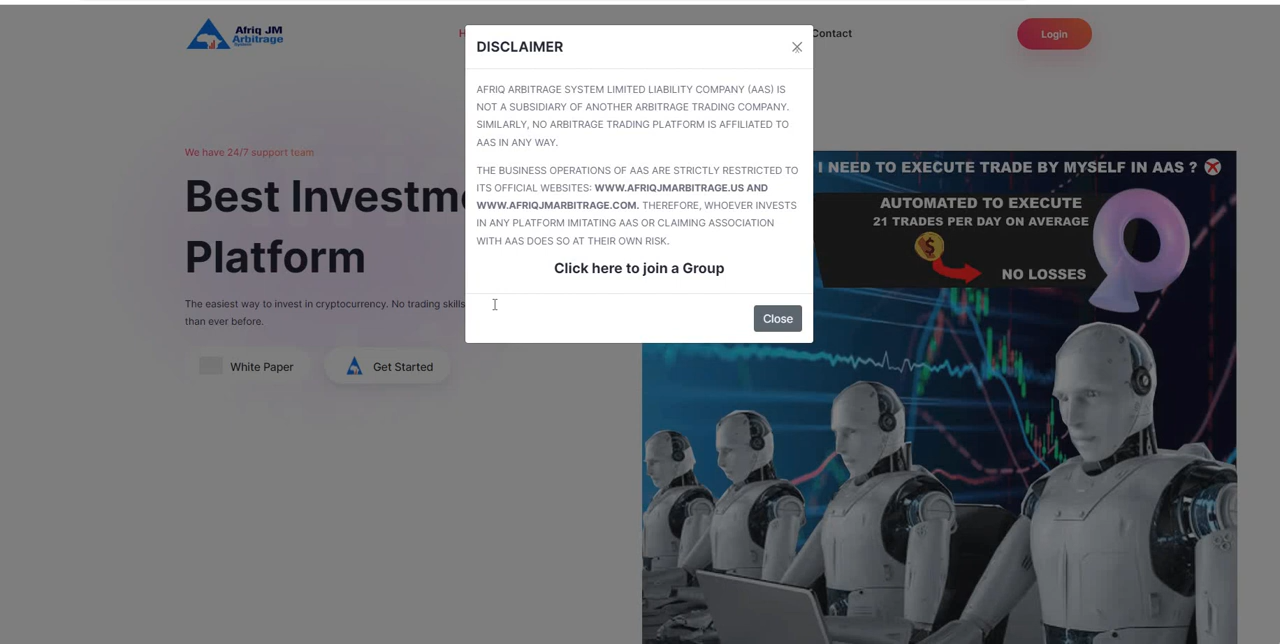 Afriq JM
Arbitrage
Contact
Login
DISCLAIMER
AFRIQ ARBITRAGE SYSTEM LIMITED LIABILITY COMPANY (AAS) IS
NOT A SUBSIDIARY OF ANOTHER ARBITRAGE TRADING COMPANY.
SIMILARLY, NO ARBITRAGE TRADING PLATFORM IS AFFILIATED TO
AAS IN ANY WAY.
THE BUSINESS OPERATIONS OF AAS ARE STRICTLY RESTRICTED TO
ITS OFFICIAL WEBSITES: WWW.AFRIQJMARBITRAGE.US AND
WWW.AFRIQJMARBITRAGE.COM. THEREFORE, WHOEVER INVESTS
IN ANY PLATFORM IMITATING AAS OR CLAIMING ASSOCIATION
WITH AAS DOES SO AT THEIR OWN RISK.
Click here to join a Group
Close
We have 24/7 support team
Best Investm
Platform
The easiest way to invest in cryptocurrency. No trading skills
than ever before.
White Paper
Get Started
I NEED TO EXECUTE TRADE BY MYSELF IN AAS ?
AUTOMATED TO EXECUTE
21 TRADES PER DAY ON AVERAGE
NO LOSSES